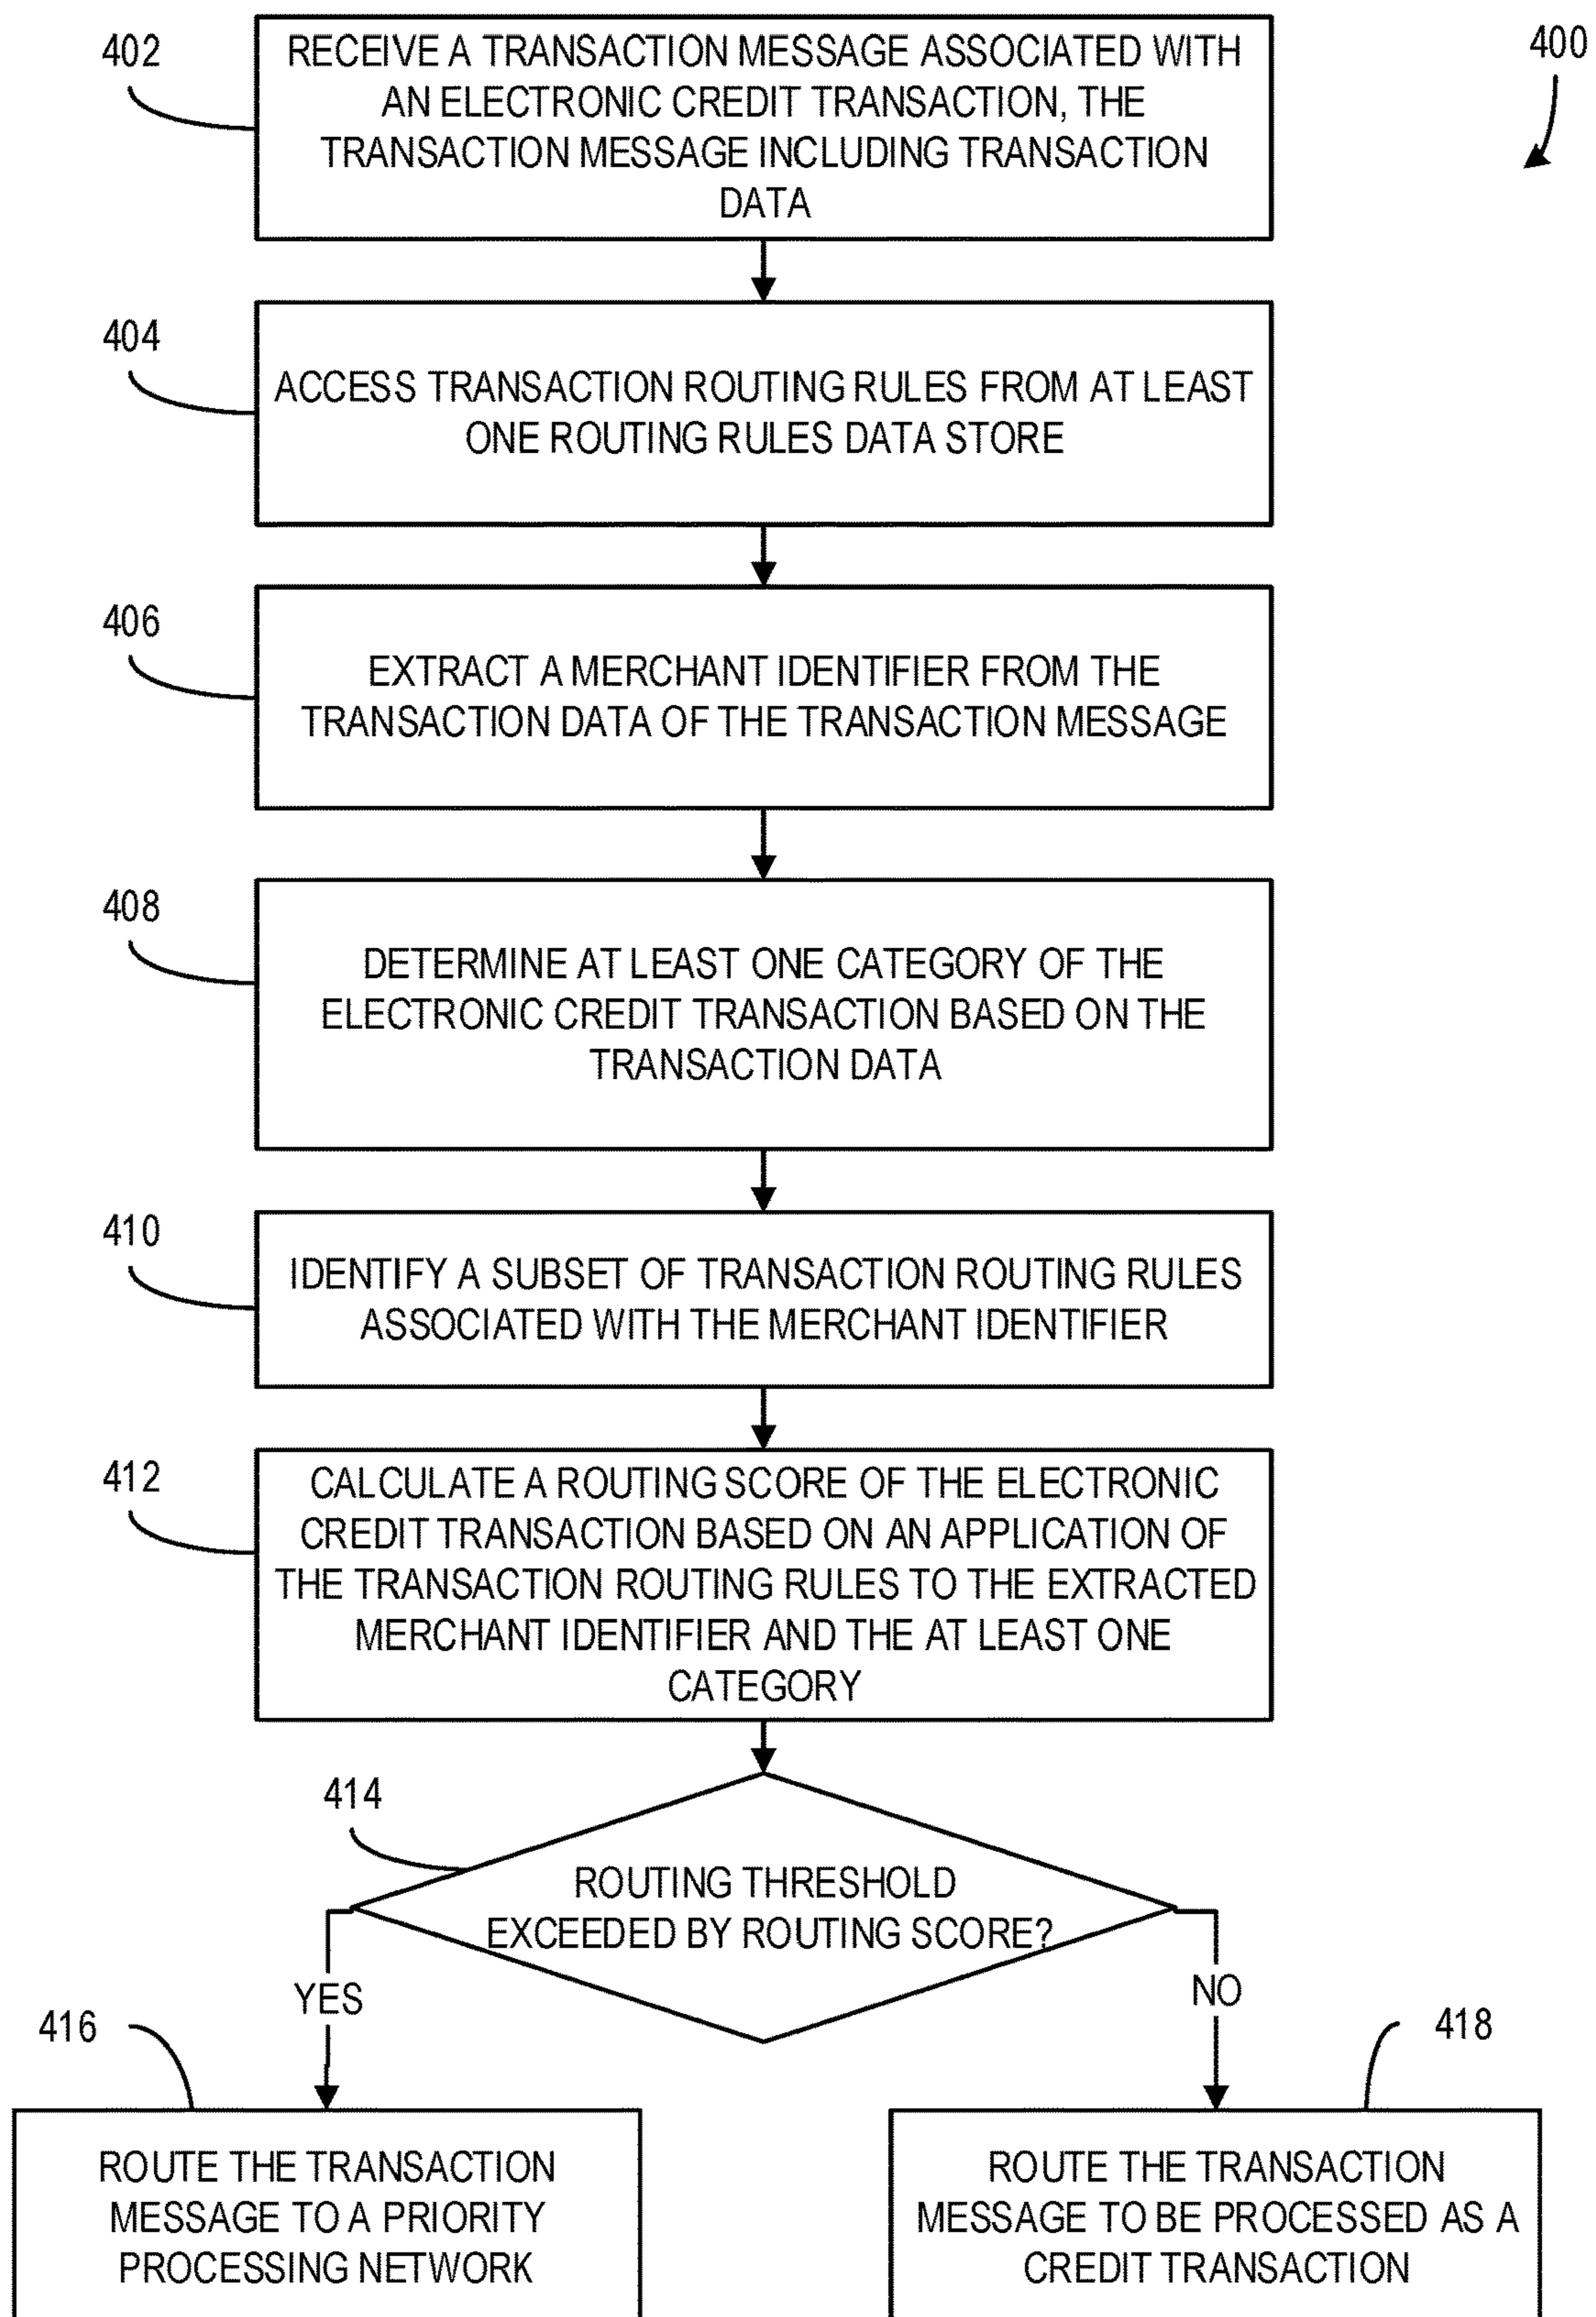 400
402
RECEIVE A TRANSACTION MESSAGE ASSOCIATED WITH
AN ELECTRONIC CREDIT TRANSACTION, THE
TRANSACTION MESSAGE INCLUDING TRANSACTION
DATA
404
ACCESS TRANSACTION ROUTING RULES FROM AT LEAST
ONE ROUTING RULES DATA STORE
406
EXTRACT A MERCHANT IDENTIFIER FROM THE
TRANSACTION DATA OF THE TRANSACTION MESSAGE
408
DETERMINE AT LEAST ONE CATEGORY OF THE
ELECTRONIC CREDIT TRANSACTION BASED ON THE
TRANSACTION DATA
410
IDENTIFY A SUBSET OF TRANSACTION ROUTING RULES
ASSOCIATED WITH THE MERCHANT IDENTIFIER
412
CALCULATE A ROUTING SCORE OF THE ELECTRONIC
CREDIT TRANSACTION BASED ON AN APPLICATION OF
THE TRANSACTION ROUTING RULES TO THE EXTRACTED
MERCHANT IDENTIFIER AND THE AT LEAST ONE
CATEGORY
414
ROUTING THRESHOLD
EXCEEDED BY ROUTING SCORE?
YES
NO
416
ROUTE THE TRANSACTION
MESSAGE TO A PRIORITY
PROCESSING NETWORK
418
ROUTE THE TRANSACTION
MESSAGE TO BE PROCESSED AS A
CREDIT TRANSACTION